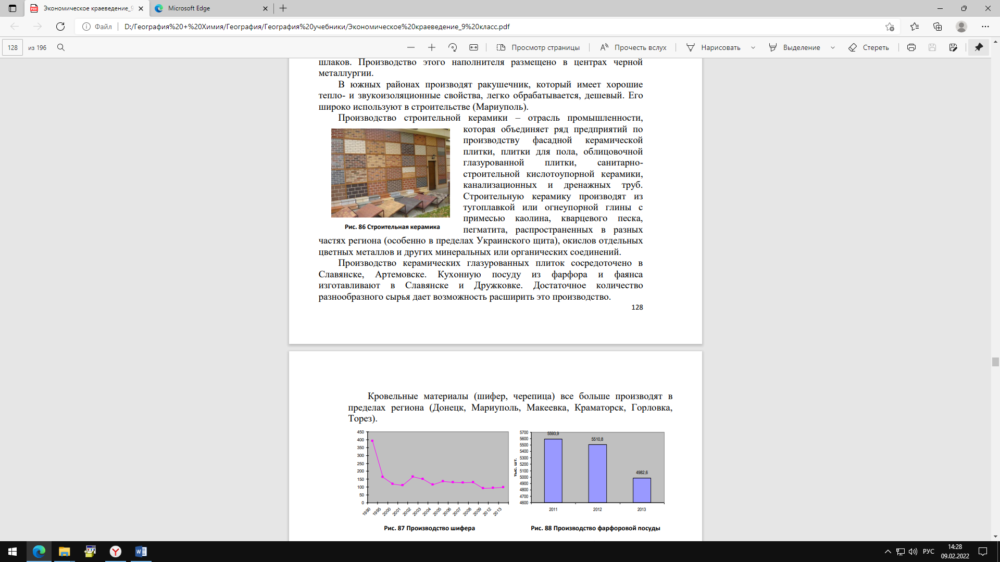 Экономическое краеведение_9
Microsoft Edge
Файл
D:/География%20+%20Химия/География/География%20учебники/Экономическое%20краеведение_9%20класс.pdf
128 из 196
Просмотр страницы
Прочесть вслух
Нарисовать
Выделение
Стереть
шлаков. Производство этого наполнителя размещено в центрах черной
металлургии.
В южных районах производят ракушечник, который имеет хорошие
тепло- и звукоизоляционные свойства, легко обрабатывается, дешевый. Его
широко используют в строительстве (Мариуполь).
Производство строительной керамики – отрасль промышленности,
которая объединяет ряд предприятий по
производству фасадной керамической
плитки, плитки для пола, облицовочной
глазурованной плитки, санитарно-
строительной кислотоупорной керамики,
канализационных и дренажных труб.
Строительную керамику производят из
тугоплавкой или огнеупорной глины с
примесью каолина, кварцевого песка,
пегматита, распространенных в разных
Рис. 86 Строительная керамика
частях региона (особенно в пределах Украинского щита), окислов отдельных
цветных металлов и других минеральных или органических соединений.
Производство керамических глазурованных плиток сосредоточено в
Славянске, Артемовске. Кухонную посуду из фарфора и фаянса
изготавливают в Славянске и Дружковке. Достаточное количество
разнообразного сырья дает возможность расширить это производство.
128
Кровельные материалы (шифер, черепица) все больше производят в
пределах региона (Донецк, Мариуполь, Макеевка, Краматорск, Горловка,
Торез).
450
400
350
300
250
200
150
100
50
0
1990
1995
2000
2001
2002
2003
2004
2005
2006
2007
2008
2009
2012
2013
Рис. 87 Производство шифера
тыс. шт.
5700
5600
5500
5400
5300
5200
5100
5000
4900
4800
4700
4600
5593,9
5510,8
4982,6
2011
2012
2013
Рис. 88 Производство фарфоровой посуды
РУС
14:28
09.02.2022